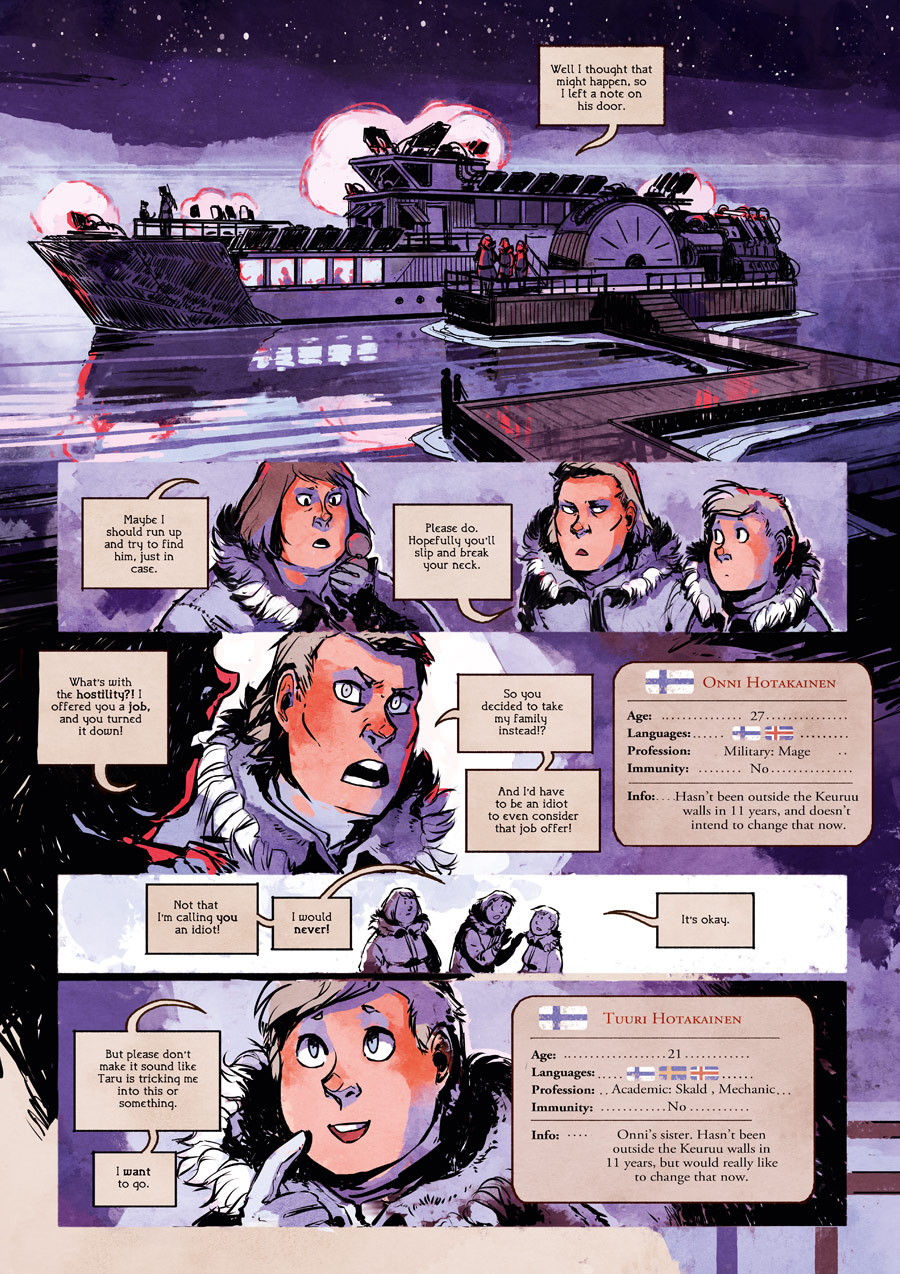 Well I thought that
might happen, so
I left a note on
his door.
Maybe I
should run up
and try to find
him, just in
case.
Please do.
Hopefully you'll
slip and break
your neck.
What's with
the hostility?! I
offered you a job,
and you turned
it down!
So you
decided to take
my family
instead!?
And I'd have
to be an idiot
to even consider
that job offer!
Onni Hotakainen
Age: ..................27...............
Languages:...... .........
Profession: Military: Mage ..
Immunity: ........ No............
Info:....Hasn't been outside the Keuruu
walls in 11 years, and doesn't
intend to change that now.
Not that
I'm calling you
an idiot!
I would
never!
It's okay.
But please don't
make it sound like
Taru is tricking me
into this or
something.
I want
to go.
Tuuri Hotakainen
Age: ...................21.............
Languages:..... ......
Profession: ..Academic: Skald , Mechanic...
Immunity: ............No...........
Info: .... Onni's sister. Hasn't been
outside the Keuruu walls in
11 years, but would really like
to change that now.